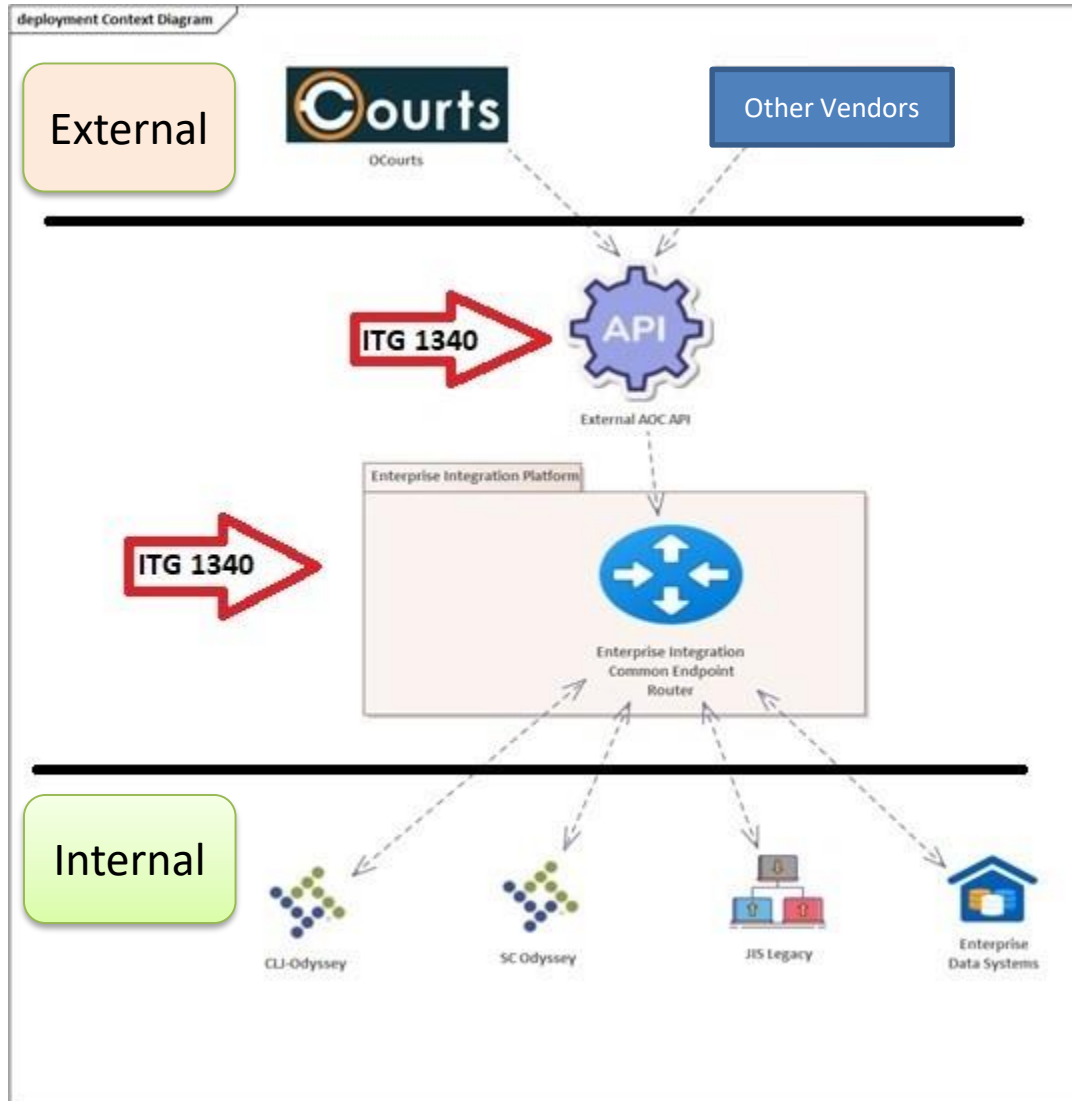 deployment Context Diagram
External
Courts
OCourts
Other Vendors
ITG 1340
API
External AOC API
Enterprise Integration Platform
ITG 1340
Enterprise Integration
Common Endpoint
Router
Internal
CLJ-Odyssey
SC Odyssey
JIS Legacy
Enterprise
Data Systems